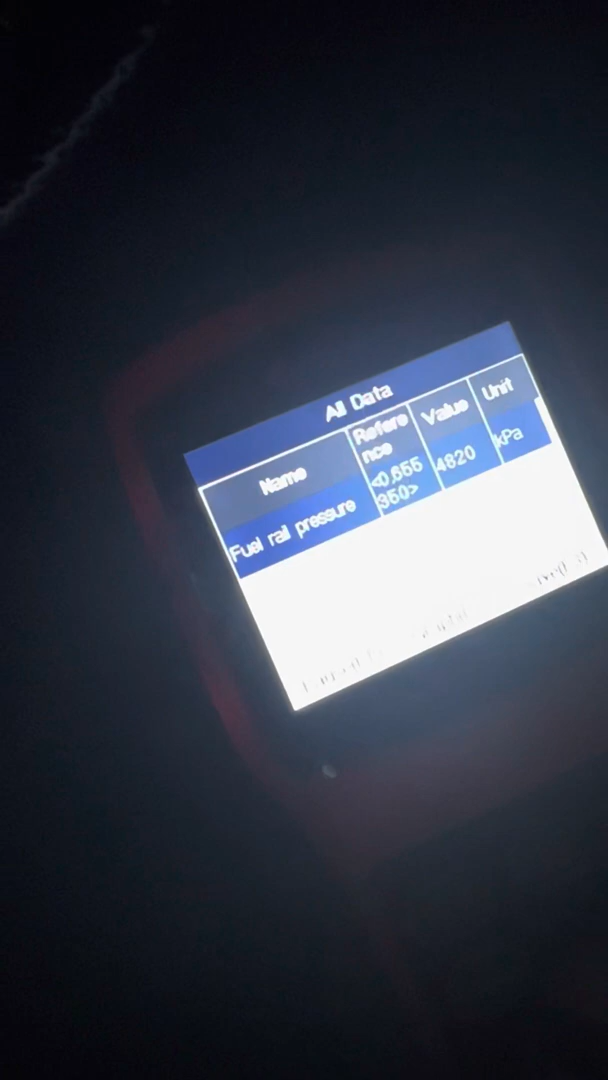 All Data
Name Refere Value Unit
nce
Fuel rail pressure <0,655 4820 kPa
350>